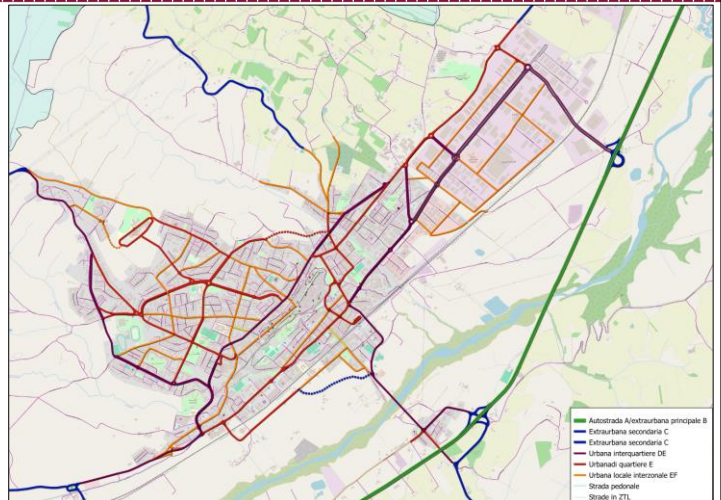 Autostrada A/extraurbana principale B
Extraurbana secondaria C
Extraurbana secondaria C
Urbana interquartiere DE
Urbanadi quartiere E
Urbana locale interzonale EF
Strada pedonale
Strade in ZTL